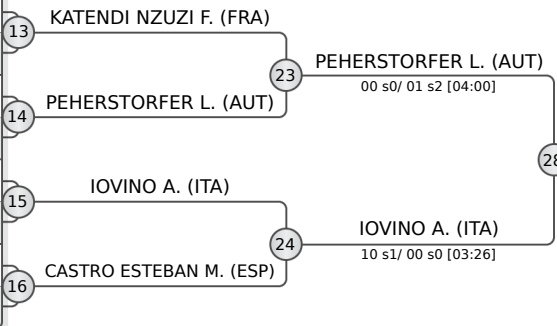 KATENDI NZUZI F. (FRA)
13
23
PEHERSTORFER L. (AUT)
00 s0/ 01 s2 [04:00]
PEHERSTORFER L. (AUT)
14
28
IOVINO A. (ITA)
15
24
IOVINO A. (ITA)
10 s1/ 00 s0 [03:26]
CASTRO ESTEBAN M. (ESP)
16